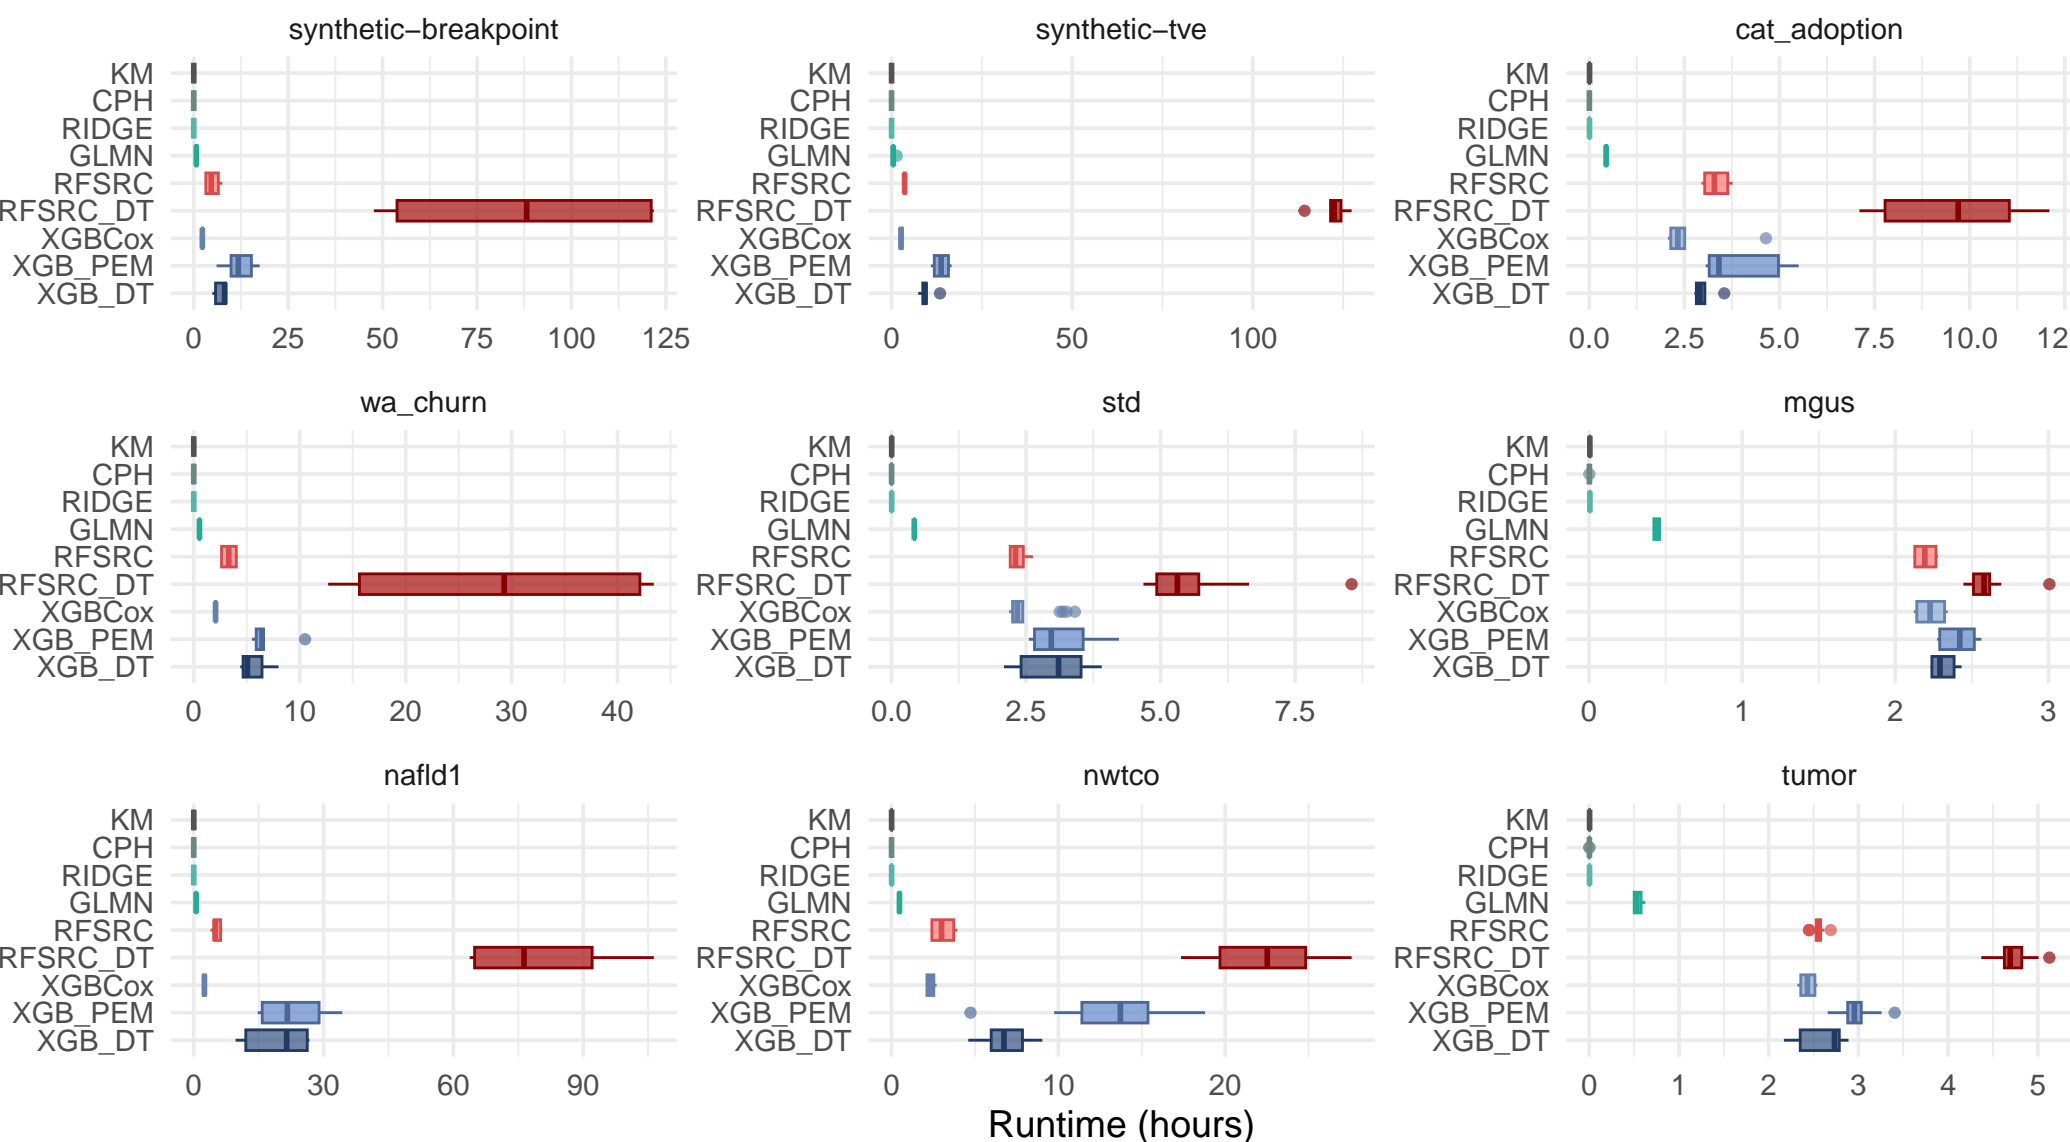 synthetic−breakpoint
KM
CPH
RIDGE
GLMN
RFSRC
RFSRC_DT
XGBCox
XGB_PEM
XGB_DT
0 25 50 75 100 125
synthetic−tve
KM
CPH
RIDGE
GLMN
RFSRC
RFSRC_DT
XGBCox
XGB_PEM
XGB_DT
0 50 100
cat_adoption
KM
CPH
RIDGE
GLMN
RFSRC
RFSRC_DT
XGBCox
XGB_PEM
XGB_DT
0.0 2.5 5.0 7.5 10.0 12
wa_churn
KM
CPH
RIDGE
GLMN
RFSRC
RFSRC_DT
XGBCox
XGB_PEM
XGB_DT
0 10 20 30 40
std
KM
CPH
RIDGE
GLMN
RFSRC
RFSRC_DT
XGBCox
XGB_PEM
XGB_DT
0.0 2.5 5.0 7.5
mgus
KM
CPH
RIDGE
GLMN
RFSRC
RFSRC_DT
XGBCox
XGB_PEM
XGB_DT
0 1 2 3
nafld1
KM
CPH
RIDGE
GLMN
RFSRC
RFSRC_DT
XGBCox
XGB_PEM
XGB_DT
0 30 60 90
nwtco
KM
CPH
RIDGE
GLMN
RFSRC
RFSRC_DT
XGBCox
XGB_PEM
XGB_DT
0 10 20
tumor
KM
CPH
RIDGE
GLMN
RFSRC
RFSRC_DT
XGBCox
XGB_PEM
XGB_DT
0 1 2 3 4 5
Runtime (hours)